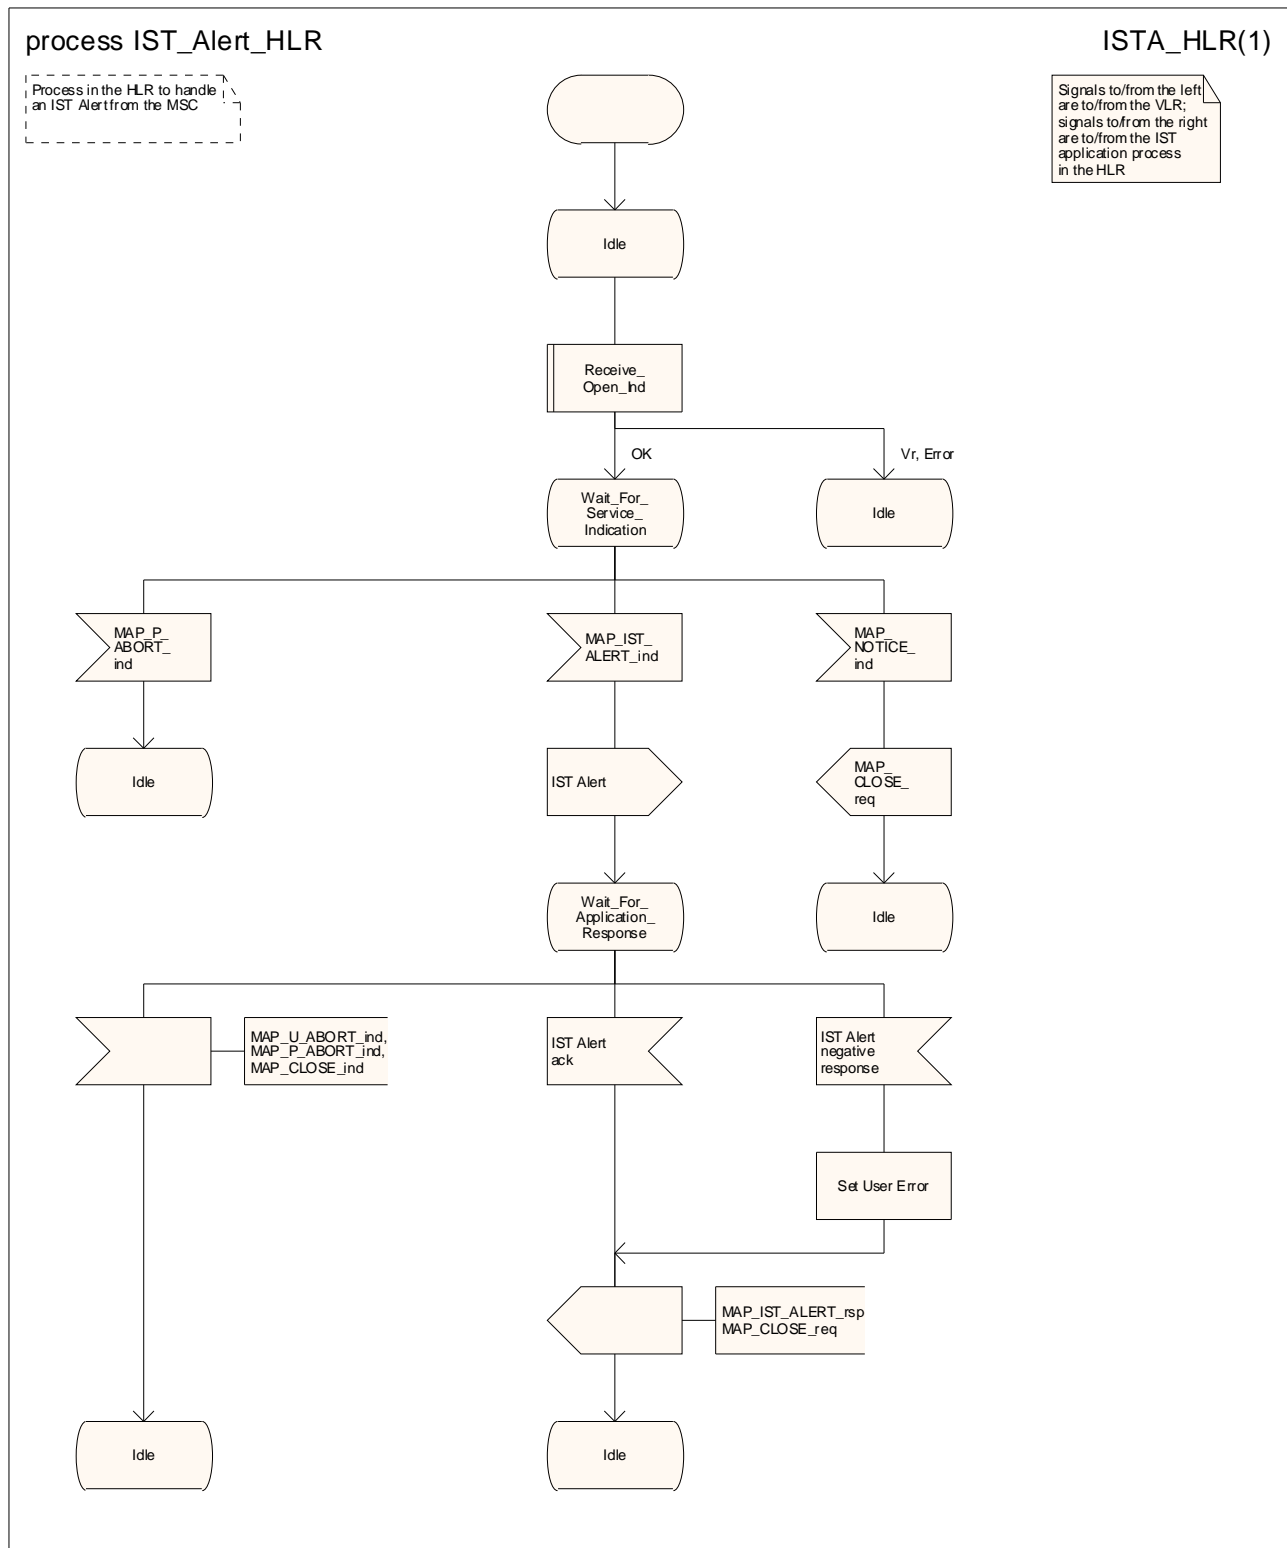 process IST_Alert_HLR
ISTA_HLR(1)
Process in the HLR to handle
an IST Alert from the MSC
Signals to/from the left
are to/from the VLR;
signals to/from the right
are to/from the IST
application process
in the HLR
Idle
Receive_
Open_Ind
OK
Vr, Error
Wait_For_
Service_
Indication
Idle
MAP_P_
ABORT_
ind
MAP_IST_
ALERT_ind
MAP_
NOTICE_
ind
Idle
IST Alert
MAP_
CLOSE_
req
Wait_For_
Application_
Response
Idle
MAP_U_ABORT_ind,
MAP_P_ABORT_ind,
MAP_CLOSE_ind
IST Alert
ack
IST Alert
negative
response
Set User Error
MAP_IST_ALERT_rsp
MAP_CLOSE_req
Idle
Idle